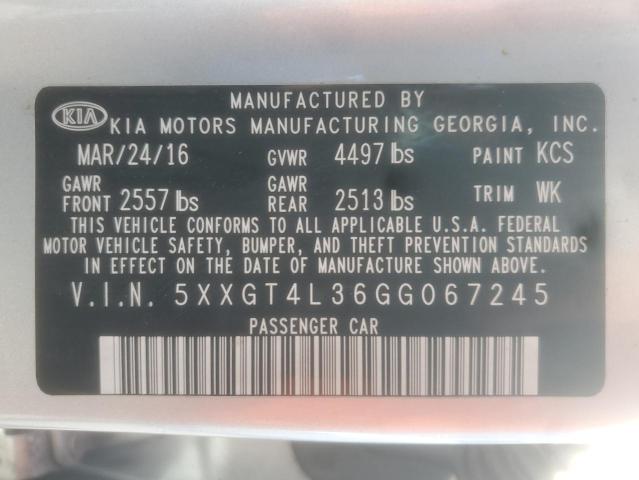 MANUFACTURED BY
KIA KIA MOTORS MANUFACTURING GEORGIA, INC.
MAR/24/16 GVWR 4497 lbs PAINT KCS
GAWR FRONT 2557 lbs GAWR REAR 2513 lbs TRIM WK
THIS VEHICLE CONFORMS TO ALL APPLICABLE U.S.A. FEDERAL
MOTOR VEHICLE SAFETY, BUMPER, AND THEFT PREVENTION STANDARDS
IN EFFECT ON THE DATE OF MANUFACTURE SHOWN ABOVE.
V.I.N. 5XXGT4L36GG067245
PASSENGER CAR